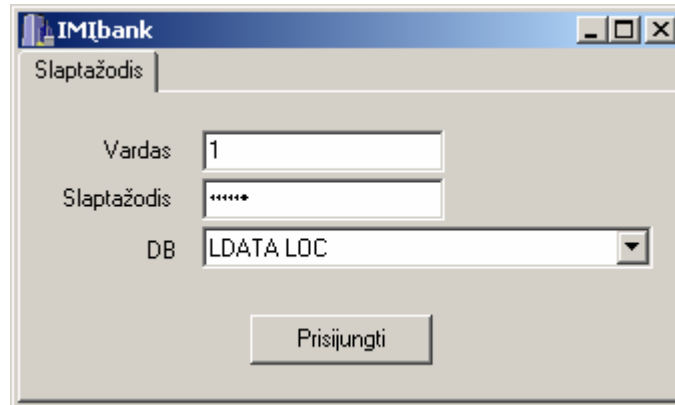 IMĮbank
Slaptažodis
Vardas 1
Slaptažodis ••••••
DB LDATA LOC
Prisijungti